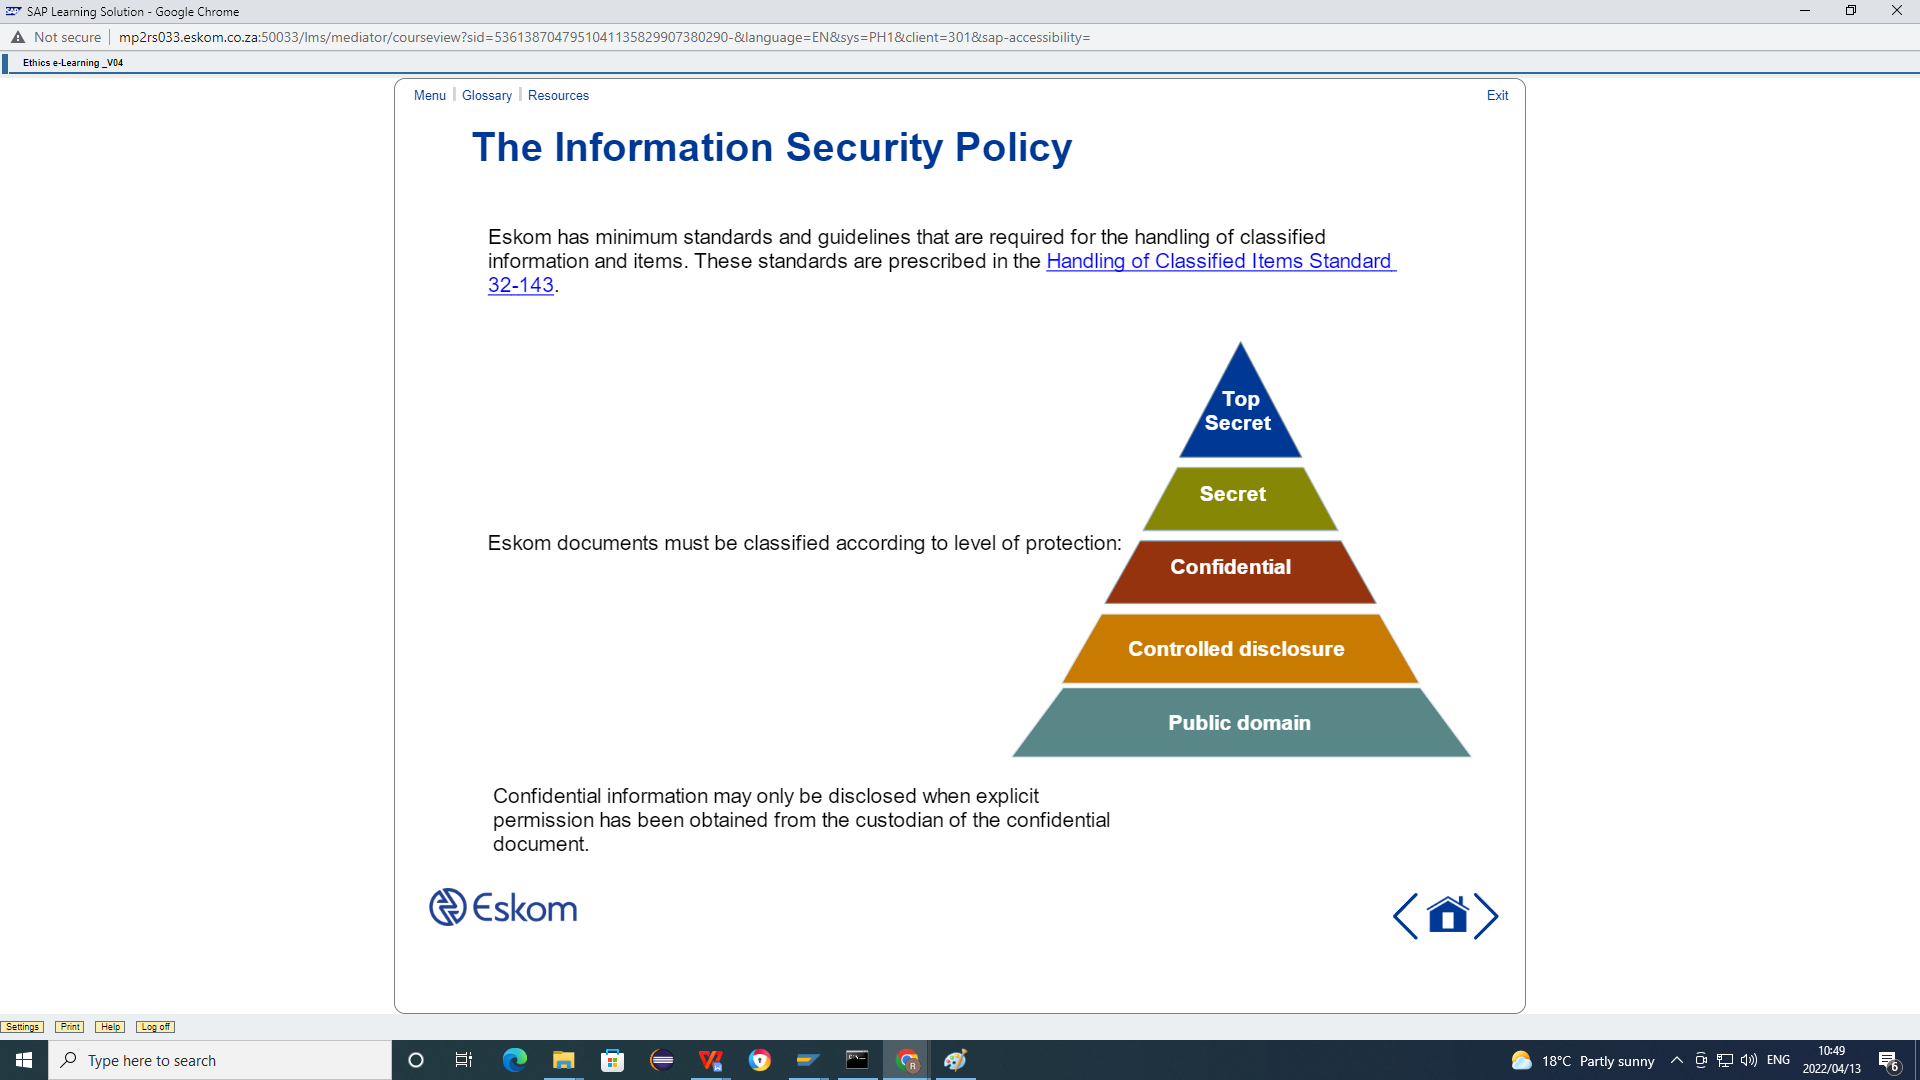 SAP Learning Solution - Google Chrome
Not secure
mp2rs033.eskom.co.za:50033/lms/mediator/courseview?sid=5361387047951041135829907380290-&language=EN&sys=PH1&client=301&sap-accessibility=
Ethics e-Learning _V04
Menu
Glossary
Resources
Exit
The Information Security Policy
Eskom has minimum standards and guidelines that are required for the handling of classified
information and items. These standards are prescribed in the Handling of Classified Items Standard
32-143.
Top
Secret
Secret
Eskom documents must be classified according to level of protection:
Confidential
Controlled disclosure
Public domain
Confidential information may only be disclosed when explicit
permission has been obtained from the custodian of the confidential
document.
Eskom
Settings
Print
Help
Log off
Type here to search
18°C Partly sunny
ENG
10:49
2022/04/13
6